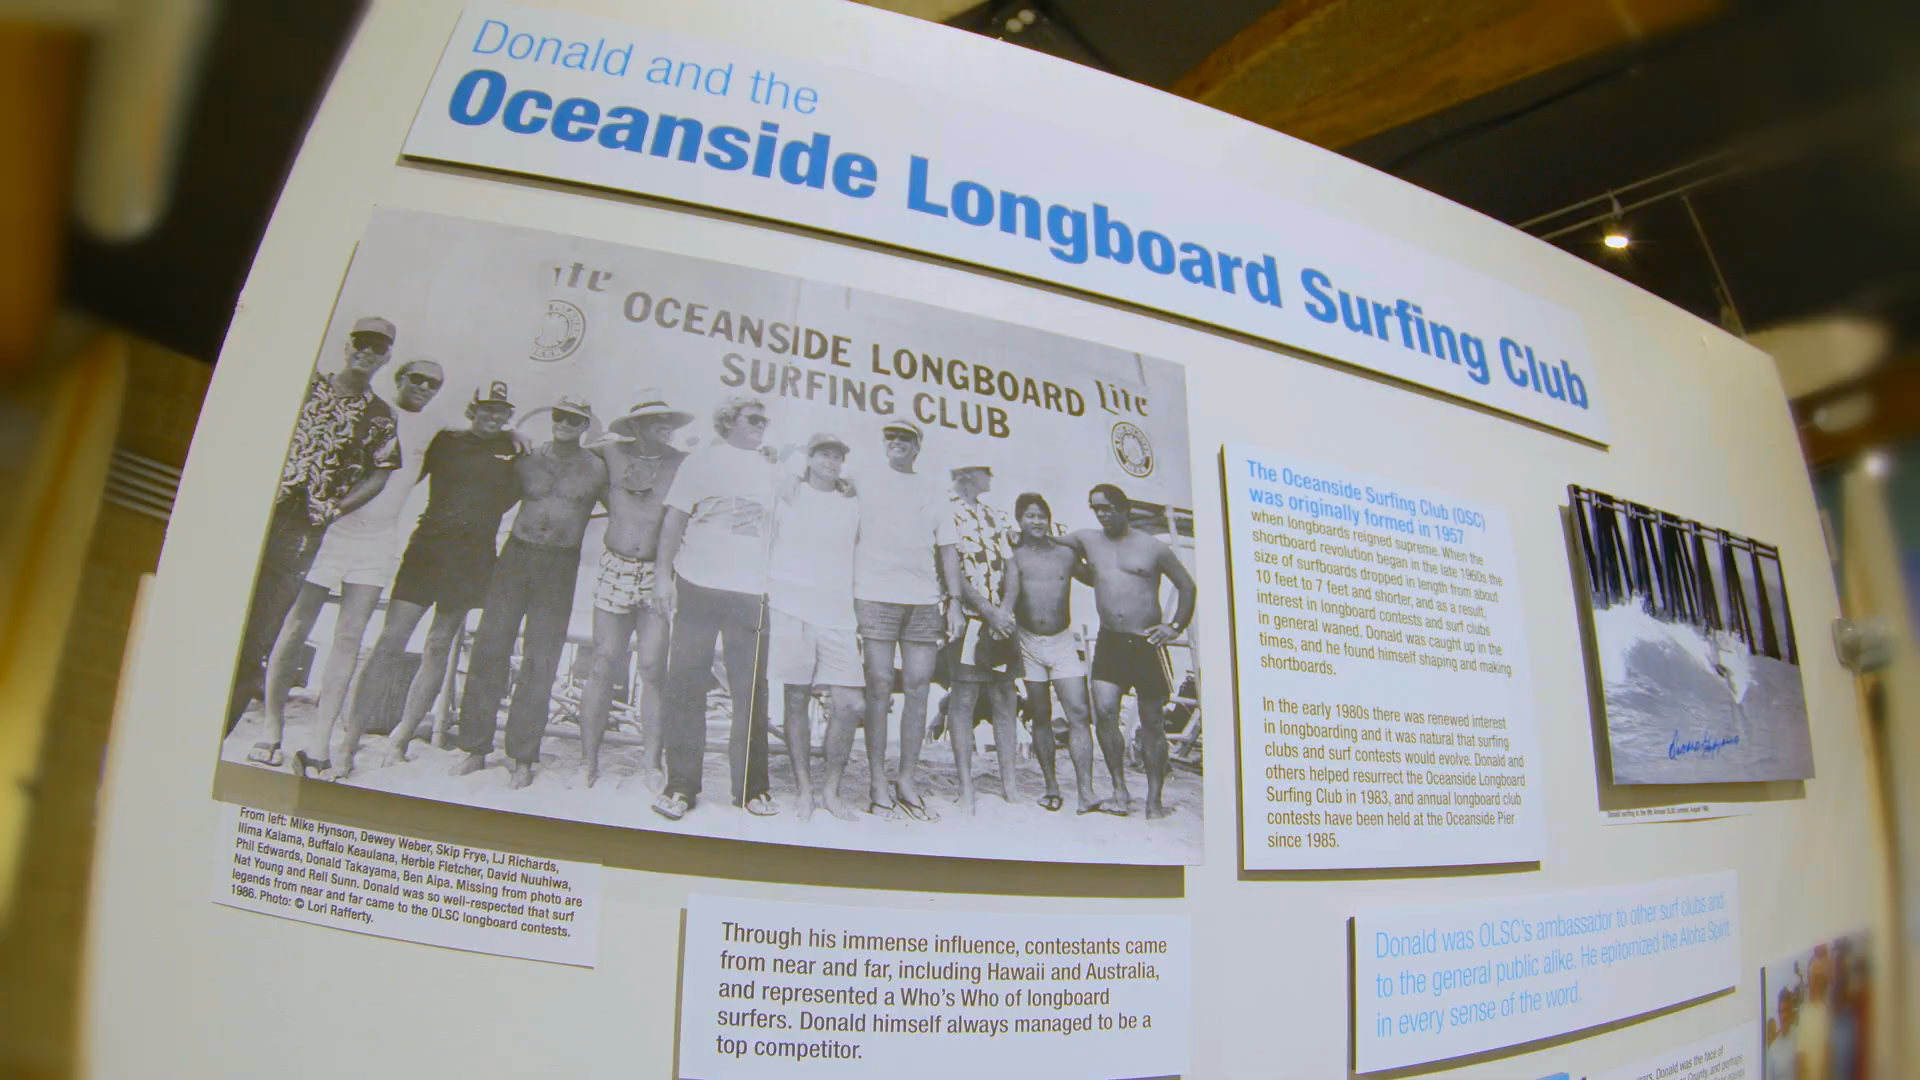 Donald and the
Oceanside Longboard Surfing Club
OCEANSIDE LONGBOARD Lite
SURFING CLUB
The Oceanside Surfing Club (OSC)
was originally formed in 1957
when longboards reigned supreme. When the
shortboard revolution began in the late 1960s the
size of surfboards dropped in length from about
10 feet to 7 feet and shorter, and as a result,
interest in longboard contests and surf clubs
in general waned. Donald was caught up in the
times, and he found himself shaping and making
shortboards.
In the early 1980s there was renewed interest
in longboarding and it was natural that surfing
clubs and surf contests would evolve. Donald and
others helped resurrect the Oceanside Longboard
Surfing Club in 1983, and annual longboard club
contests have been held at the Oceanside Pier
since 1985.
From left: Mike Hynson, Dewey Weber, Skip Frye, LJ Richards,
Ilima Kalama, Buffalo Keaulana, Herbie Fletcher, David Nuuhiwa,
Phil Edwards, Donald Takayama, Ben Aipa. Missing from photo are
Nat Young and Rell Sunn. Donald was so well-respected that surf
legends from near and far came to the OLSC longboard contests.
1986. Photo: © Lori Rafferty.
Through his immense influence, contestants came
from near and far, including Hawaii and Australia,
and represented a Who's Who of longboard
surfers. Donald himself always managed to be a
top competitor.
Donald was OLSC's ambassador to other surf clubs and
to the general public alike. He epitomized the Aloha Spirit
in every sense of the word.
Donald was the face of
County, and perhaps